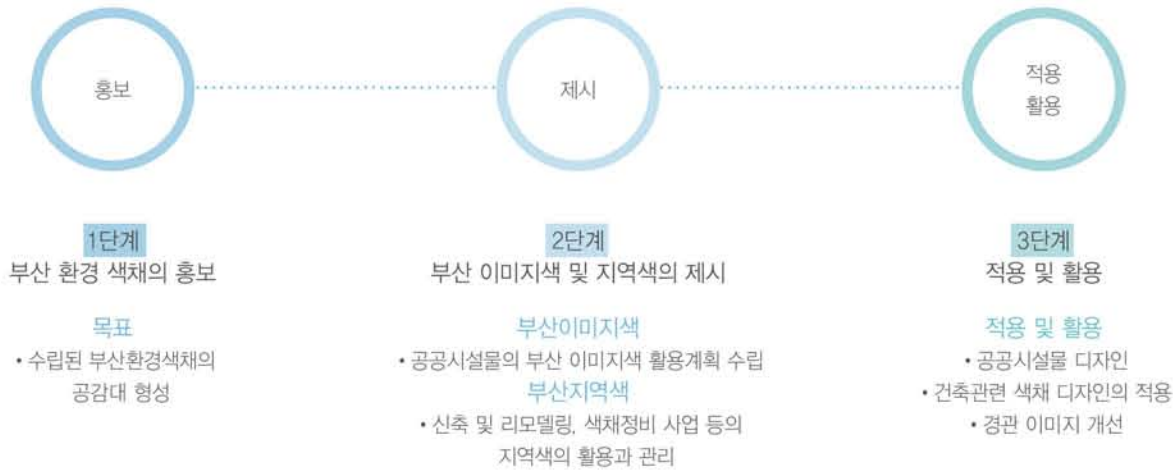 홍보
제시
적용
활용
1단계
부산 환경 색채의 홍보
목표
• 수립된 부산환경색채의
공감대 형성
2단계
부산 이미지색 및 지역색의 제시
부산이미지색
• 공공시설물의 부산 이미지색 활용계획 수립
부산지역색
• 신축 및 리모델링, 색채정비 사업 등의
지역색의 활용과 관리
3단계
적용 및 활용
적용 및 활용
• 공공시설물 디자인
• 건축관련 색채 디자인의 적용
• 경관 이미지 개선